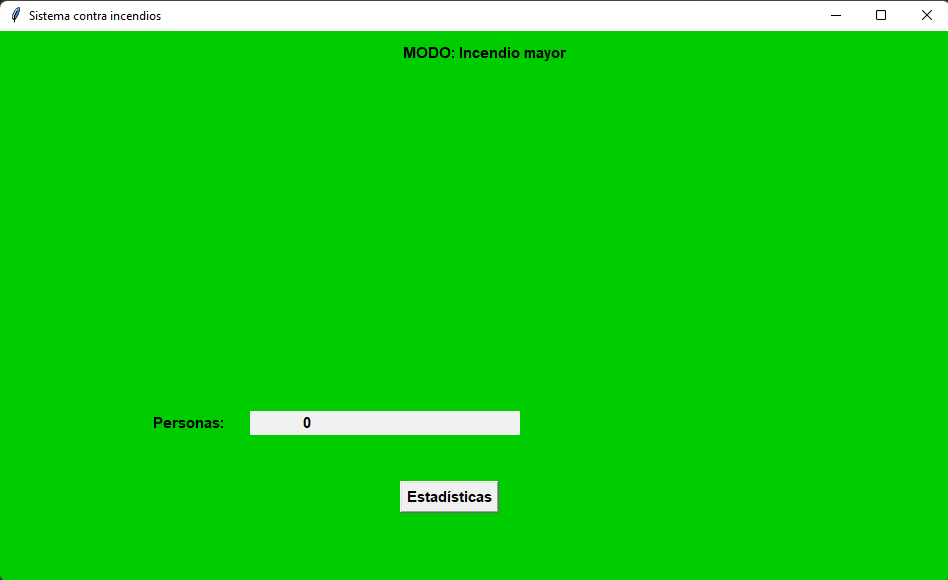 Sistema contra incendios
MODO: Incendio mayor
Personas: 0
Estadísticas